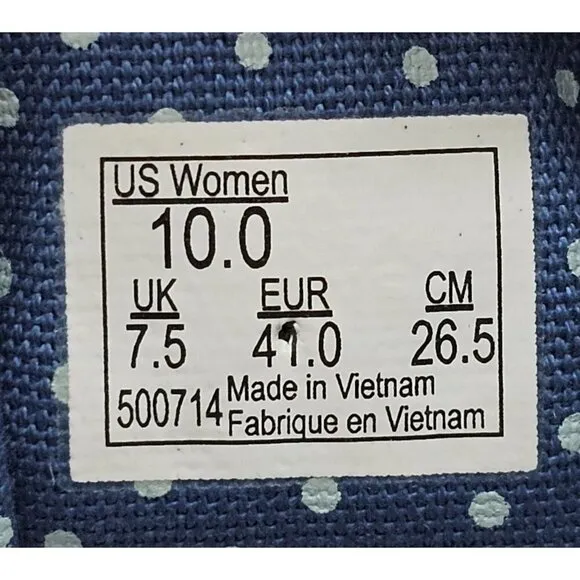 US Women
10.0
UK EUR CM
7.5 41.0 26.5
500714 Made in Vietnam
Fabrique en Vietnam